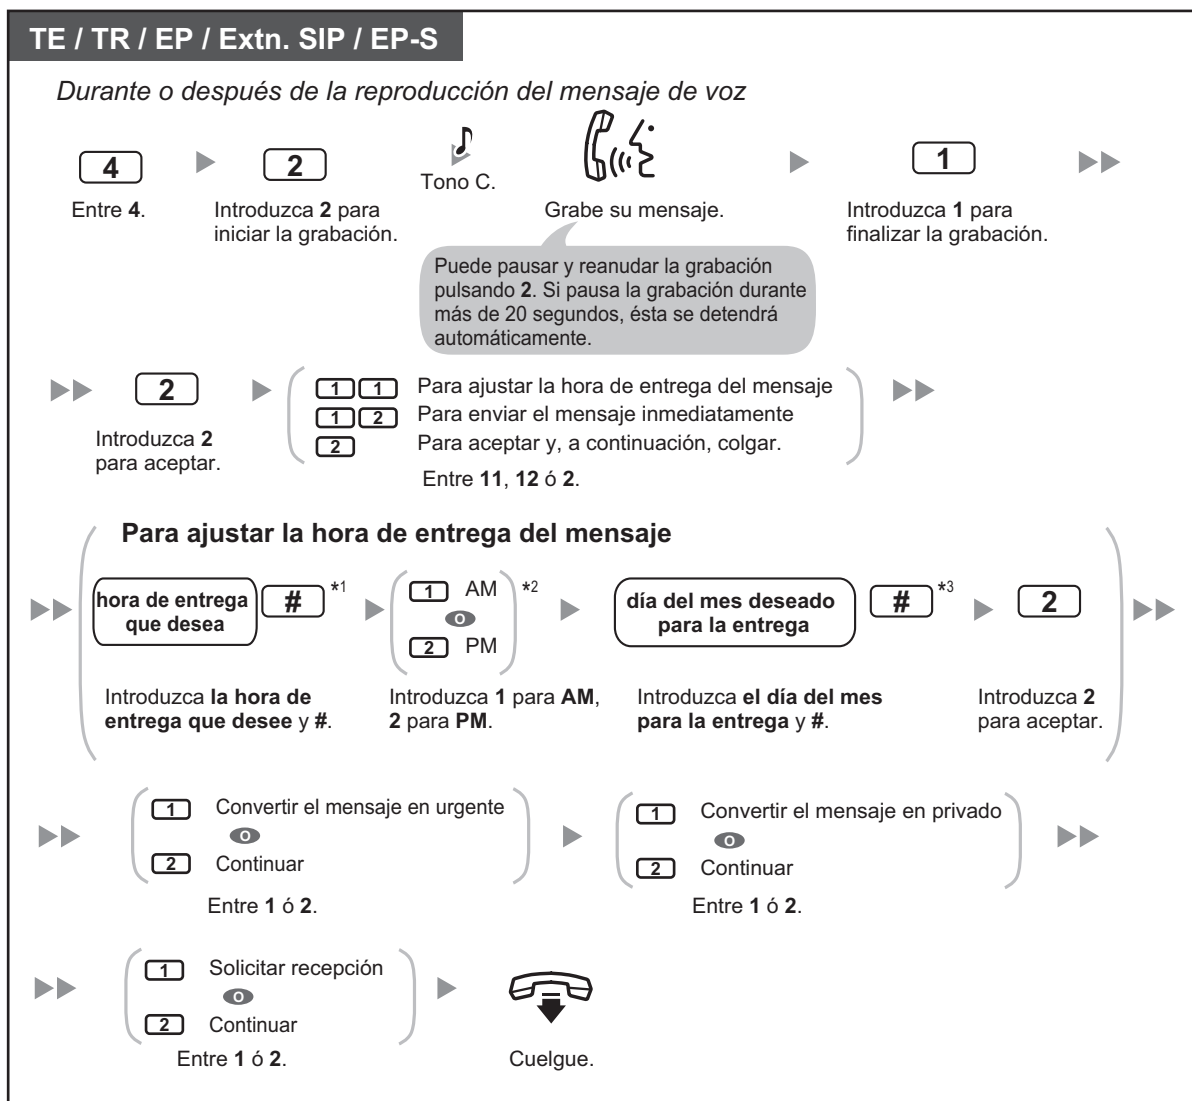 TE / TR / EP / Extn. SIP / EP-S
Durante o después de la reproducción del mensaje de voz
4
Entre 4.
2
Introduzca 2 para
iniciar la grabación.
Tono C.
Grabe su mensaje.
Puede pausar y reanudar la grabación
pulsando 2. Si pausa la grabación durante
más de 20 segundos, ésta se detendrá
automáticamente.
1
Introduzca 1 para
finalizar la grabación.
2
Introduzca 2
para aceptar.
1 1 Para ajustar la hora de entrega del mensaje
1 2 Para enviar el mensaje inmediatamente
2 Para aceptar y, a continuación, colgar.
Entre 11, 12 ó 2.
Para ajustar la hora de entrega del mensaje
hora de entrega
que desea
# *1
Introduzca la hora de
entrega que desee y #.
1 AM *2
O
2 PM
Introduzca 1 para AM,
2 para PM.
día del mes deseado
para la entrega
# *3
Introduzca el día del mes
para la entrega y #.
2
Introduzca 2
para aceptar.
1 Convertir el mensaje en urgente
O
2 Continuar
Entre 1 ó 2.
1 Convertir el mensaje en privado
O
2 Continuar
Entre 1 ó 2.
1 Solicitar recepción
O
2 Continuar
Entre 1 ó 2.
Cuelgue.